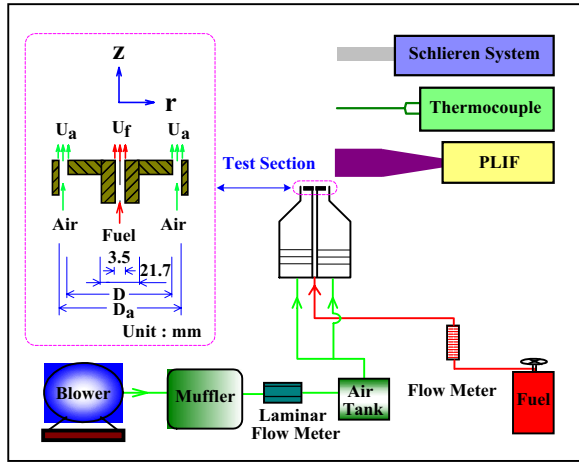 z
r
Ua
Uf
Ua
Air
Fuel
Air
3.5
21.7
D
Da
Unit : mm
Schlieren System
Thermocouple
PLIF
Test Section
Blower
Muffler
Laminar
Flow Meter
Air
Tank
Flow Meter
Fuel